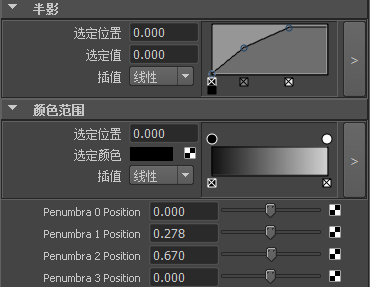 半影
选定位置 0.000
选定值 0.000
插值 线性
>
颜色范围
选定位置 0.000
选定颜色
插值 线性
>
Penumbra 0 Position 0.000
Penumbra 1 Position 0.278
Penumbra 2 Position 0.670
Penumbra 3 Position 0.000